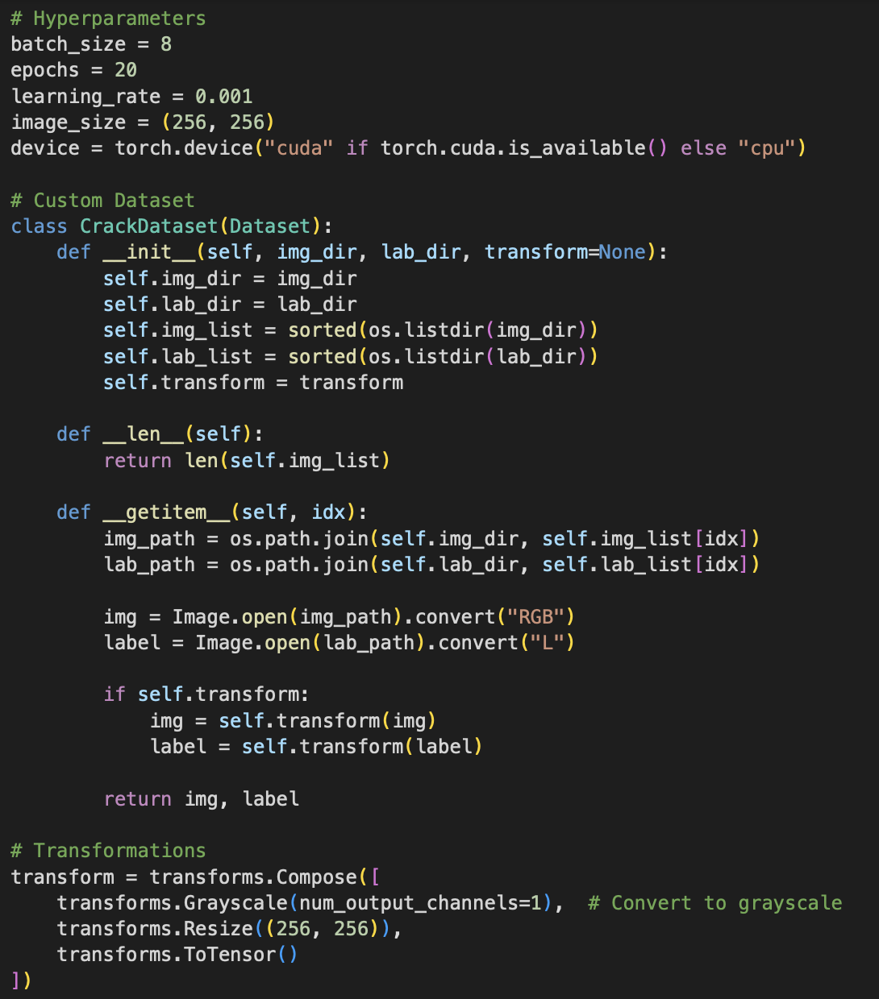 # Hyperparameters
batch_size = 8
epochs = 20
learning_rate = 0.001
image_size = (256, 256)
device = torch.device("cuda" if torch.cuda.is_available() else "cpu")

# Custom Dataset
class CrackDataset(Dataset):
    def __init__(self, img_dir, lab_dir, transform=None):
        self.img_dir = img_dir
        self.lab_dir = lab_dir
        self.img_list = sorted(os.listdir(img_dir))
        self.lab_list = sorted(os.listdir(lab_dir))
        self.transform = transform

    def __len__(self):
        return len(self.img_list)

    def __getitem__(self, idx):
        img_path = os.path.join(self.img_dir, self.img_list[idx])
        lab_path = os.path.join(self.lab_dir, self.lab_list[idx])

        img = Image.open(img_path).convert("RGB")
        label = Image.open(lab_path).convert("L")

        if self.transform:
            img = self.transform(img)
            label = self.transform(label)

        return img, label

# Transformations
transform = transforms.Compose([
    transforms.Grayscale(num_output_channels=1),  # Convert to grayscale
    transforms.Resize((256, 256)),
    transforms.ToTensor()
])